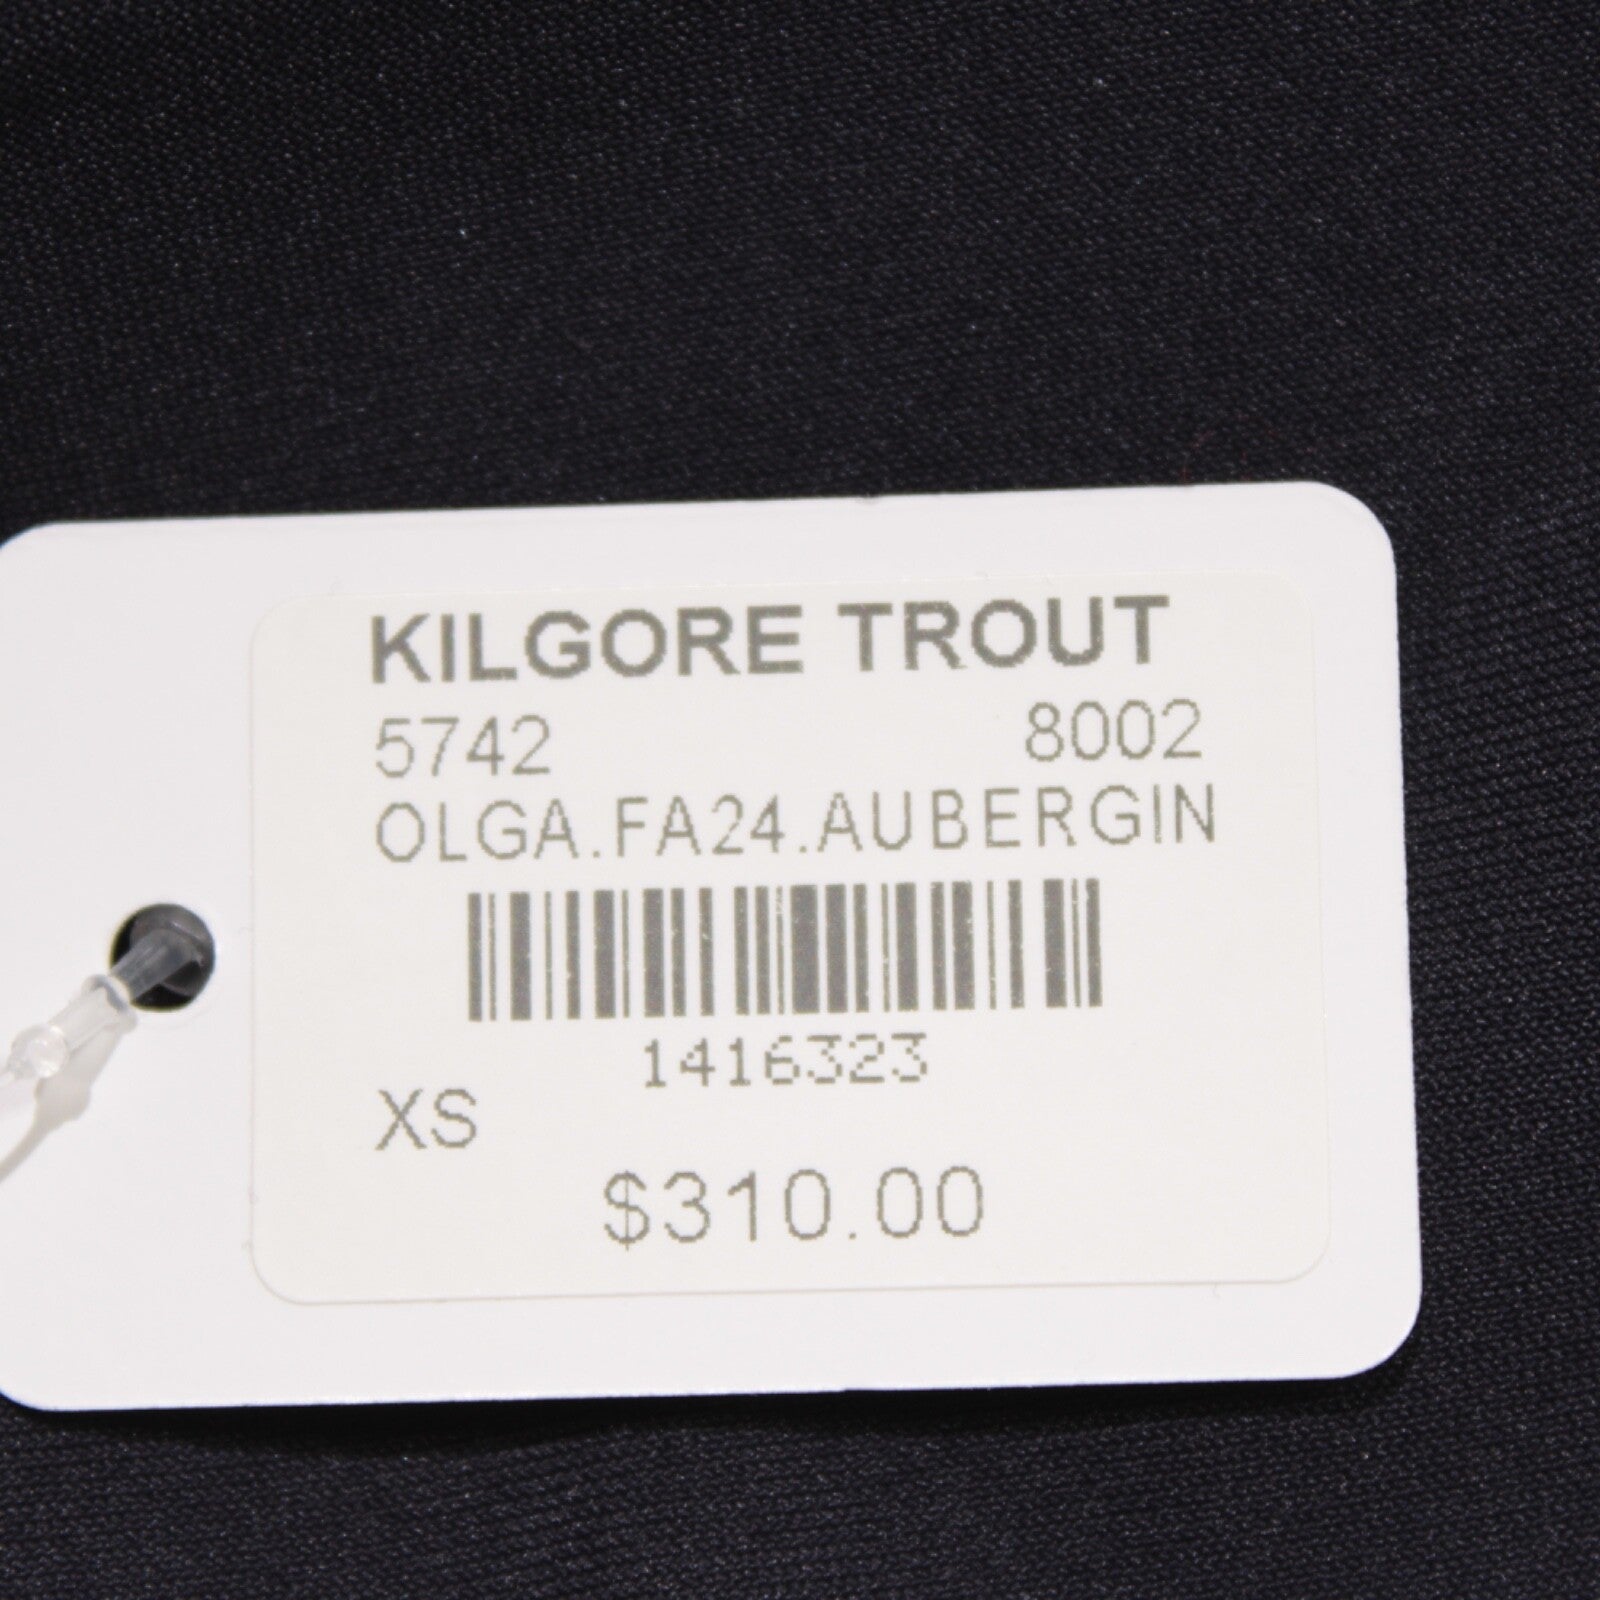 KILGORE TROUT
5742 8002
OLGA.FA24.AUBERGIN
1416323
XS
$310.00